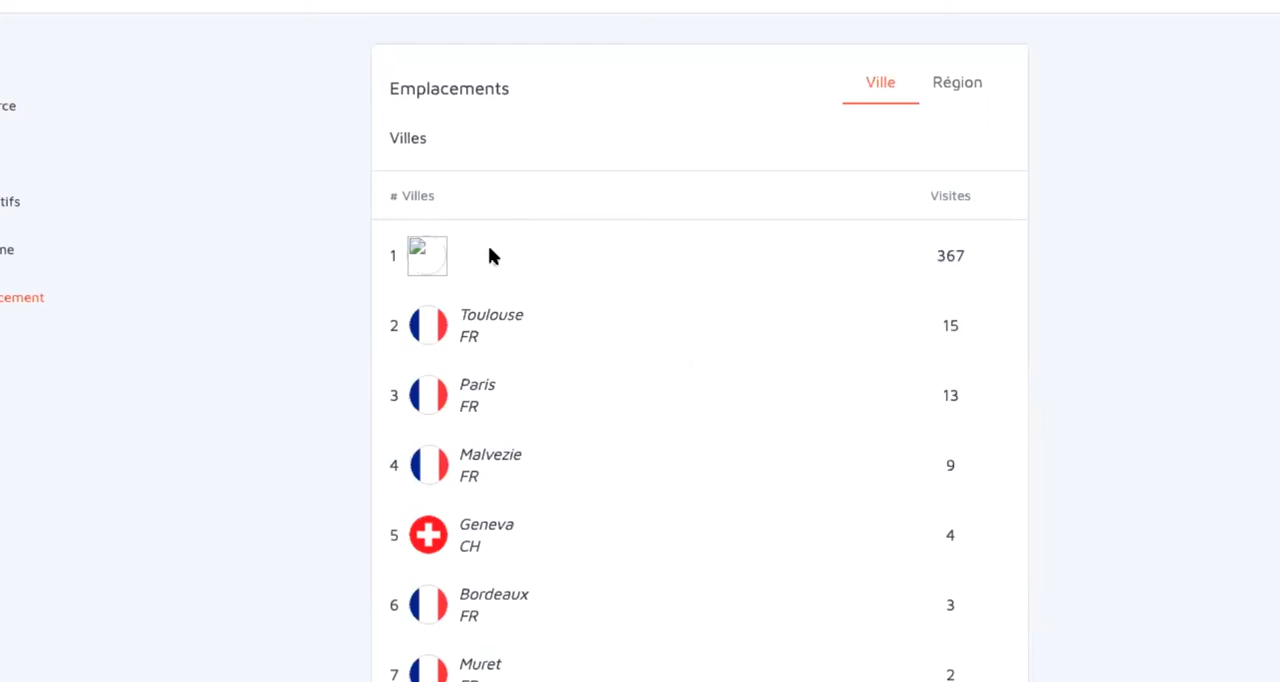 Emplacements
Ville
Région
rce
Villes
tifs
# Villes
Visites
me
1
367
cement
2
Toulouse
FR
15
3
Paris
FR
13
4
Malvezie
FR
9
5
Geneva
CH
4
6
Bordeaux
FR
3
7
Muret
2